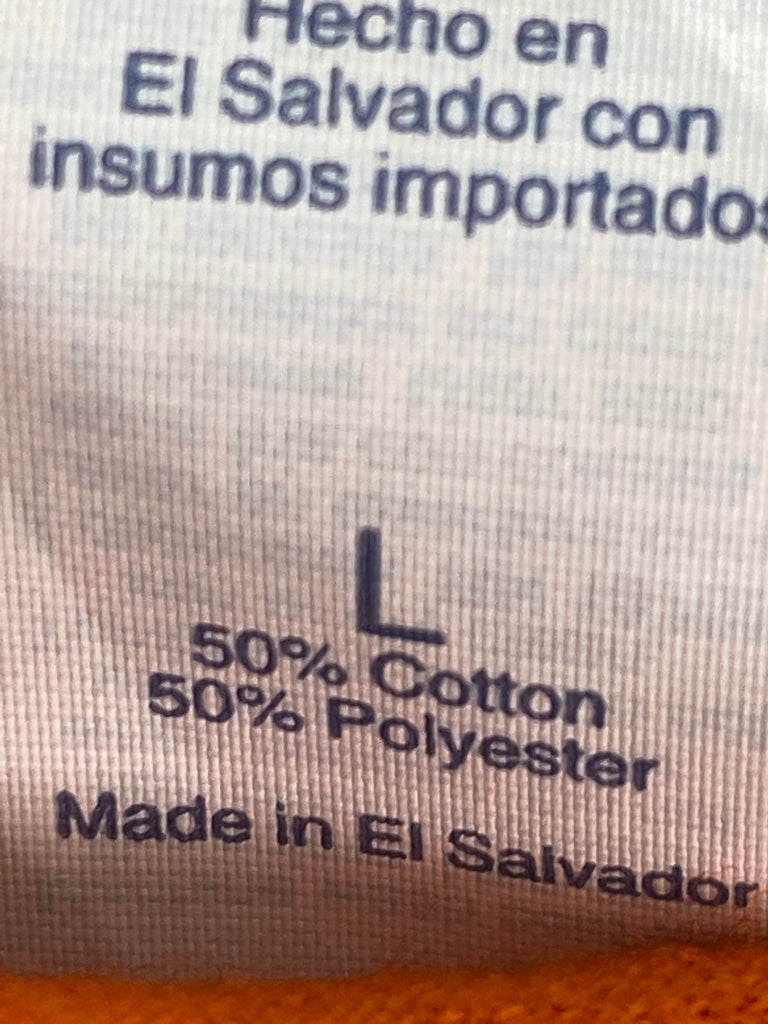 Hecho en
El Salvador con
insumos importados
L
50% Cotton
50% Polyester
Made in El Salvador